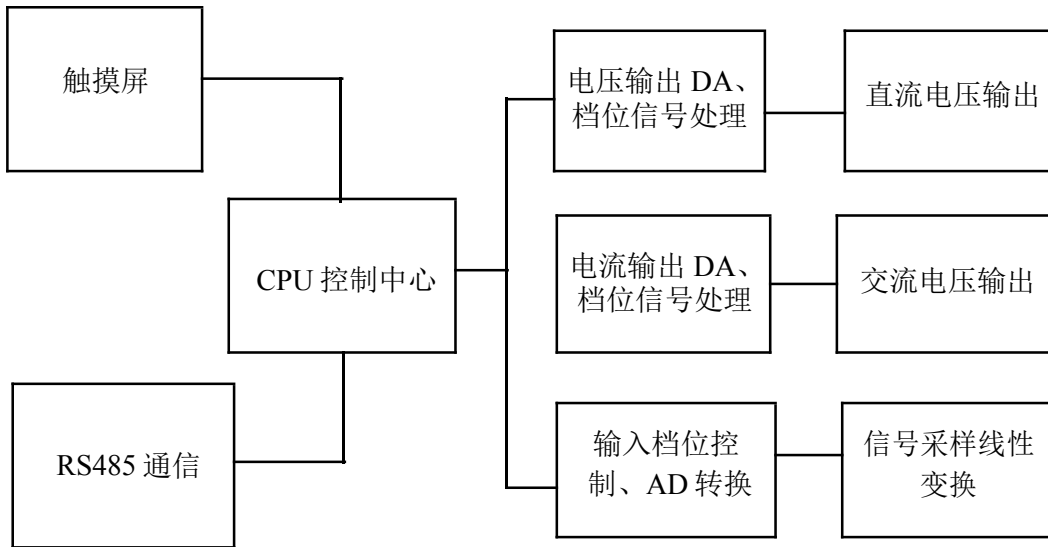 触摸屏
电压输出 DA、
档位信号处理
直流电压输出
CPU 控制中心
电流输出 DA、
档位信号处理
交流电压输出
RS485 通信
输入档位控
制、AD 转换
信号采样线性
变换